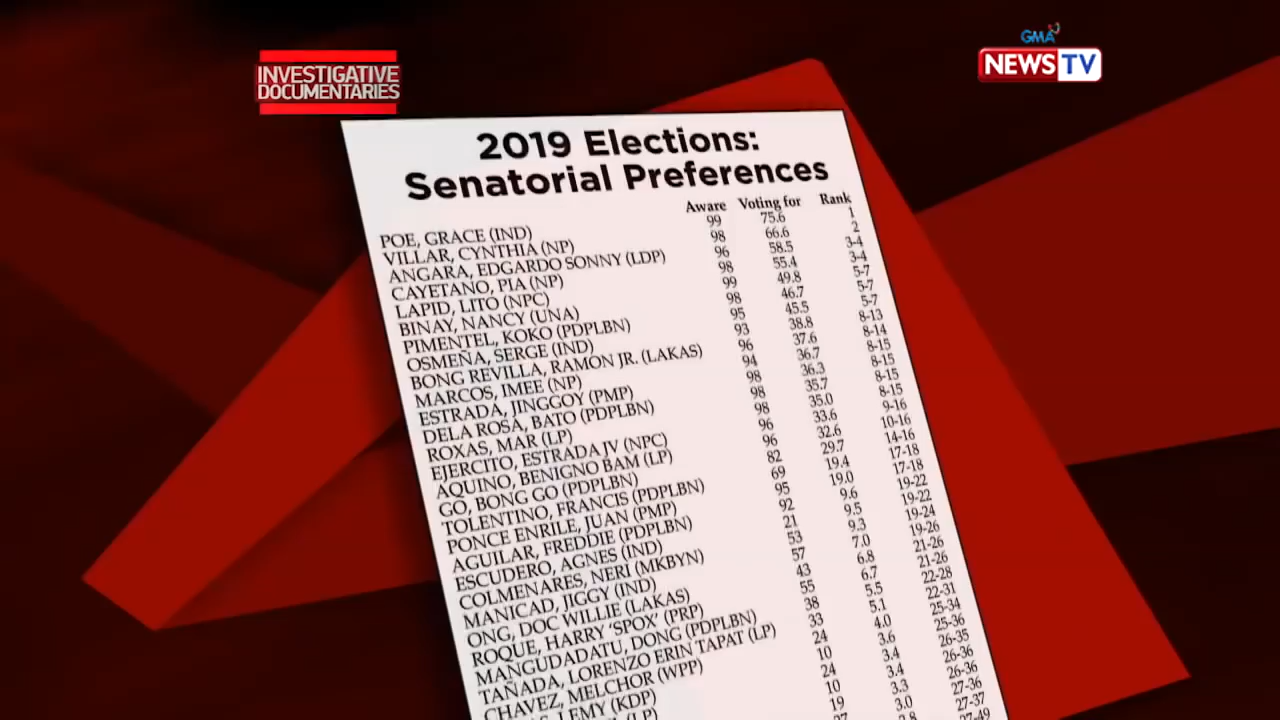 INVESTIGATIVE
DOCUMENTARIES
GMA
NEWS TV
2019 Elections:
Senatorial Preferences
Aware Voting for Rank
POE, GRACE (IND) 99 75.6 1
VILLAR, CYNTHIA (NP) 98 66.6 2
ANGARA, EDGARDO SONNY (LDP) 96 58.5 3-4
CAYETANO, PIA (NP) 98 55.4 3-4
LAPID, LITO (NPC) 99 49.8 5-7
BINAY, NANCY (UNA) 98 46.7 5-7
PIMENTEL, KOKO (PDPLBN) 95 45.5 5-7
OSMEÑA, SERGE (IND) 93 38.8 8-13
BONG REVILLA, RAMON JR. (LAKAS) 96 37.6 8-14
MARCOS, IMEE (NP) 94 36.7 8-15
ESTRADA, JINGGOY (PMP) 98 36.3 8-15
DELA ROSA, BATO (PDPLBN) 98 35.7 8-15
ROXAS, MAR (LP) 98 35.0 8-15
EJERCITO, ESTRADA JV (NPC) 96 33.6 9-16
AQUINO, BENIGNO BAM (LP) 96 32.6 10-16
GO, BONG GO (PDPLBN) 82 29.7 14-16
TOLENTINO, FRANCIS (PDPLBN) 69 19.4 17-18
PONCE ENRILE, JUAN (PMP) 95 19.0 17-18
AGUILAR, FREDDIE (PDPLBN) 92 9.6 19-22
ESCUDERO, AGNES (IND) 21 9.5 19-22
COLMENARES, NERI (MKBYN) 53 9.3 19-24
MANICAD, JIGGY (IND) 57 7.0 19-26
ONG, DOC WILLIE (LAKAS) 43 6.8 21-26
ROQUE, HARRY 'SPOX' (PRP) 55 6.7 21-26
MANGUDADATU, DONG (PDPLBN) 38 5.5 22-28
TAÑADA, LORENZO ERIN TAPAT (LP) 33 5.1 22-31
CHAVEZ, MELCHOR (WPP) 24 4.0 25-34
LEMY (KDP) 10 3.6 25-36
(LP) 24 3.4 26-35
10 3.4 26-36
19 3.3 26-36
3.0 27-36
27-37
27-49